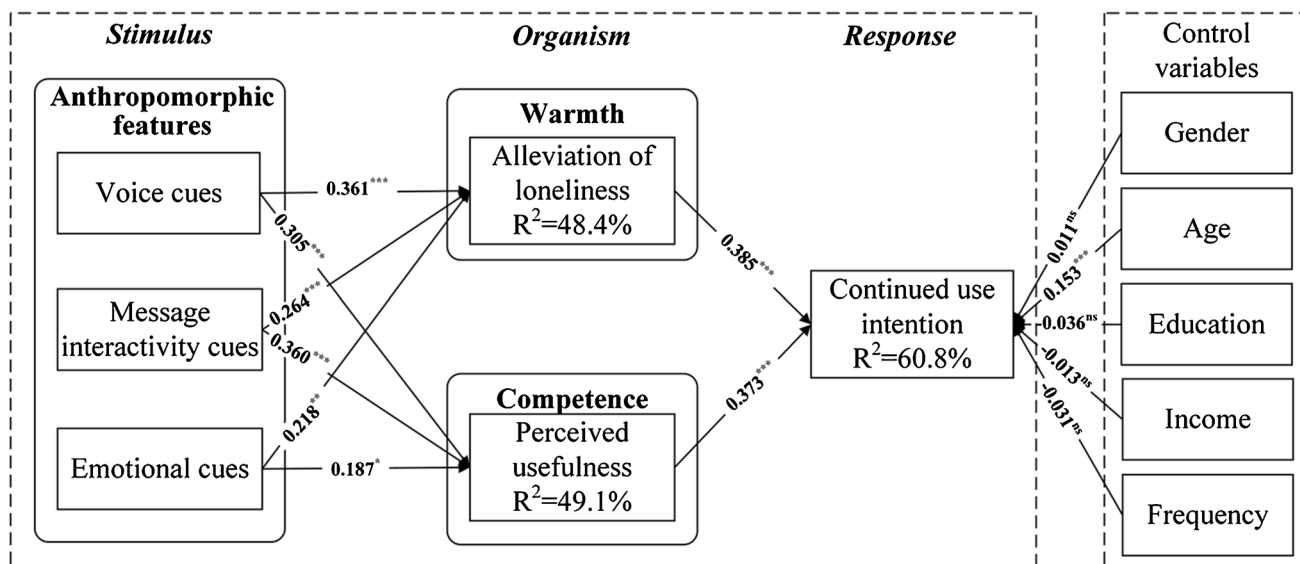 Stimulus
Organism
Response
Control
variables
Anthropomorphic
features
Voice cues
Message
interactivity cues
Emotional cues
0.361***
0.305***
0.264***
0.360***
0.218**
0.187*
Warmth
Alleviation of
loneliness
R²=48.4%
Competence
Perceived
usefulness
R²=49.1%
0.385***
0.373***
Continued use
intention
R²=60.8%
0.011ns
0.153***
-0.036ns
-0.013ns
-0.031ns
Gender
Age
Education
Income
Frequency